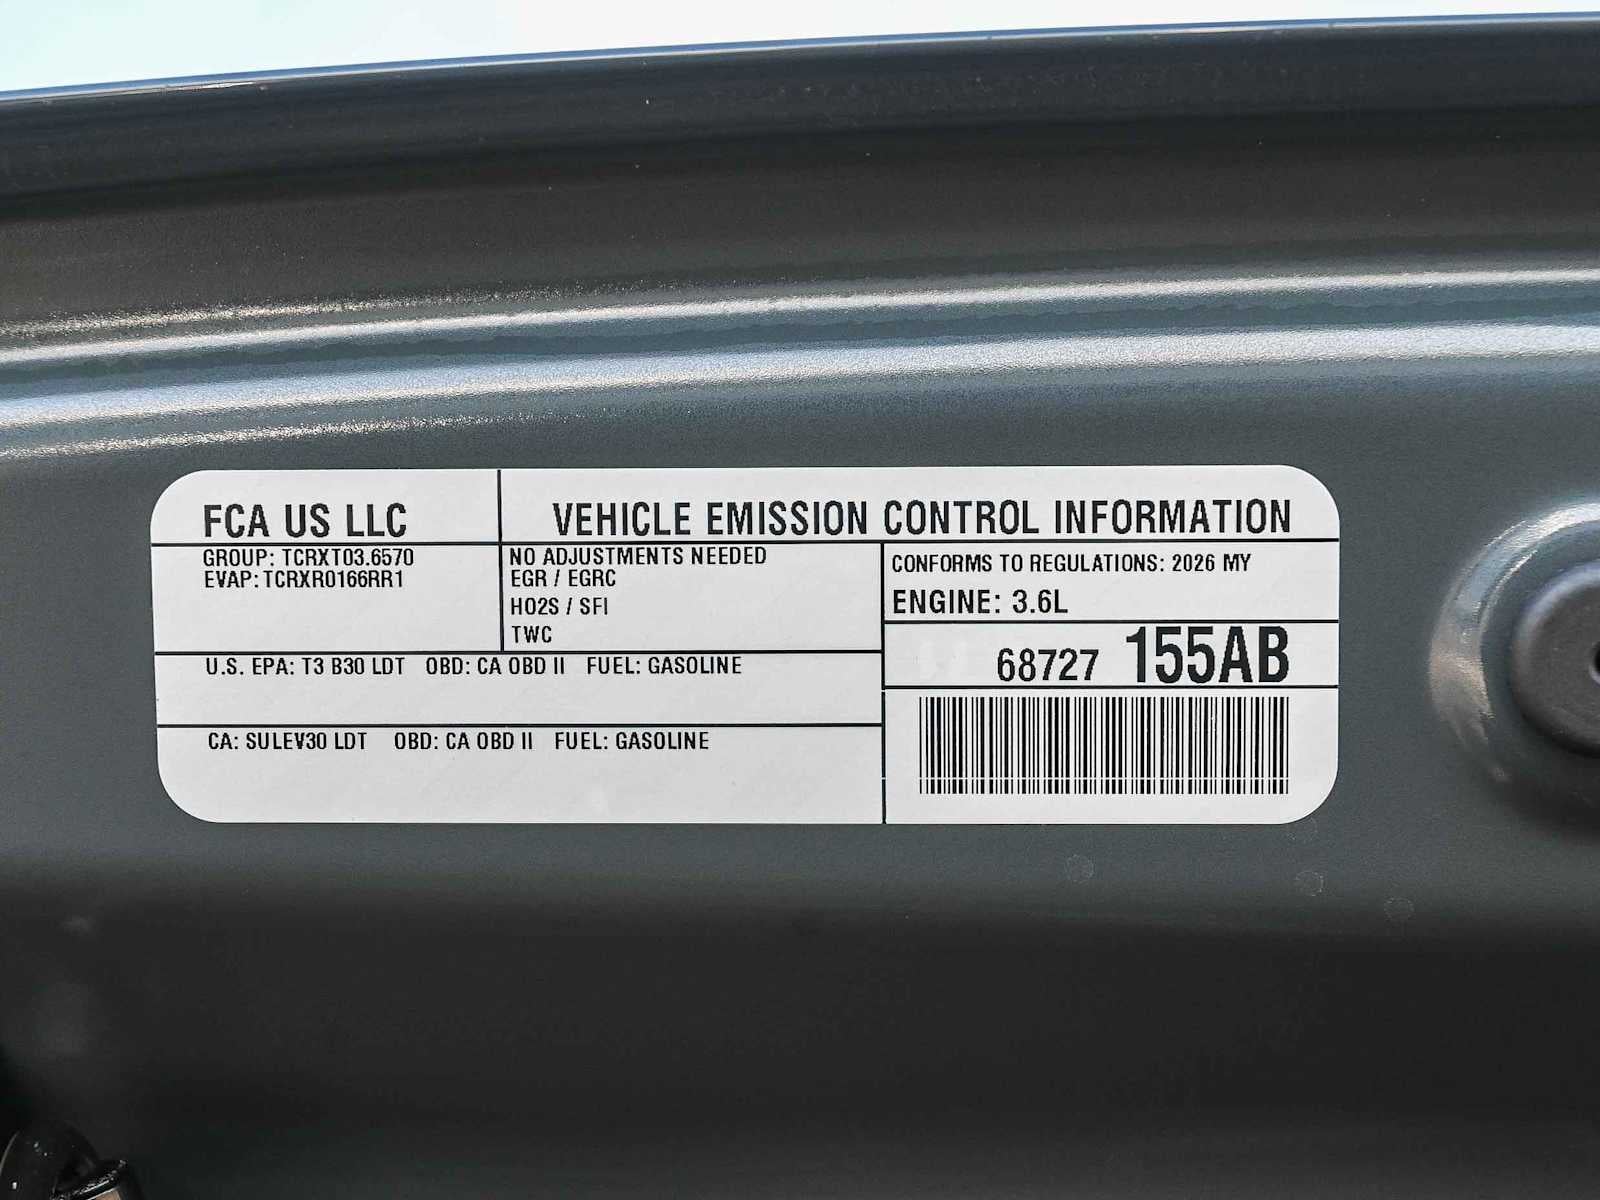 FCA US LLC
VEHICLE EMISSION CONTROL INFORMATION
GROUP: TCRXT03.6570
EVAP: TCRXR0166RR1
NO ADJUSTMENTS NEEDED
EGR / EGRC
HO2S / SFI
TWC
CONFORMS TO REGULATIONS: 2026 MY
ENGINE: 3.6L
68727 155AB
U.S. EPA: T3 B30 LDT OBD: CA OBD II FUEL: GASOLINE
CA: SULEV30 LDT OBD: CA OBD II FUEL: GASOLINE